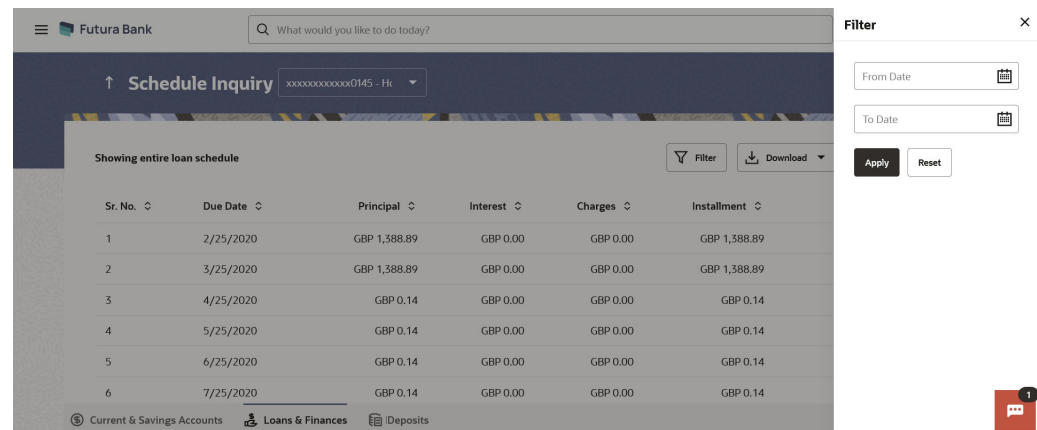 Futura Bank
What would you like to do today?
↑ Schedule Inquiry xxxxxxxxxxxx0145 - Hc
Showing entire loan schedule
Filter Download
Sr. No. Due Date Principal Interest Charges Installment
1 2/25/2020 GBP 1,388.89 GBP 0.00 GBP 0.00 GBP 1,388.89
2 3/25/2020 GBP 1,388.89 GBP 0.00 GBP 0.00 GBP 1,388.89
3 4/25/2020 GBP 0.14 GBP 0.00 GBP 0.00 GBP 0.14
4 5/25/2020 GBP 0.14 GBP 0.00 GBP 0.00 GBP 0.14
5 6/25/2020 GBP 0.14 GBP 0.00 GBP 0.00 GBP 0.14
6 7/25/2020 GBP 0.14 GBP 0.00 GBP 0.00 GBP 0.14
Current & Savings Accounts Loans & Finances Deposits
Filter
From Date
To Date
Apply Reset
1